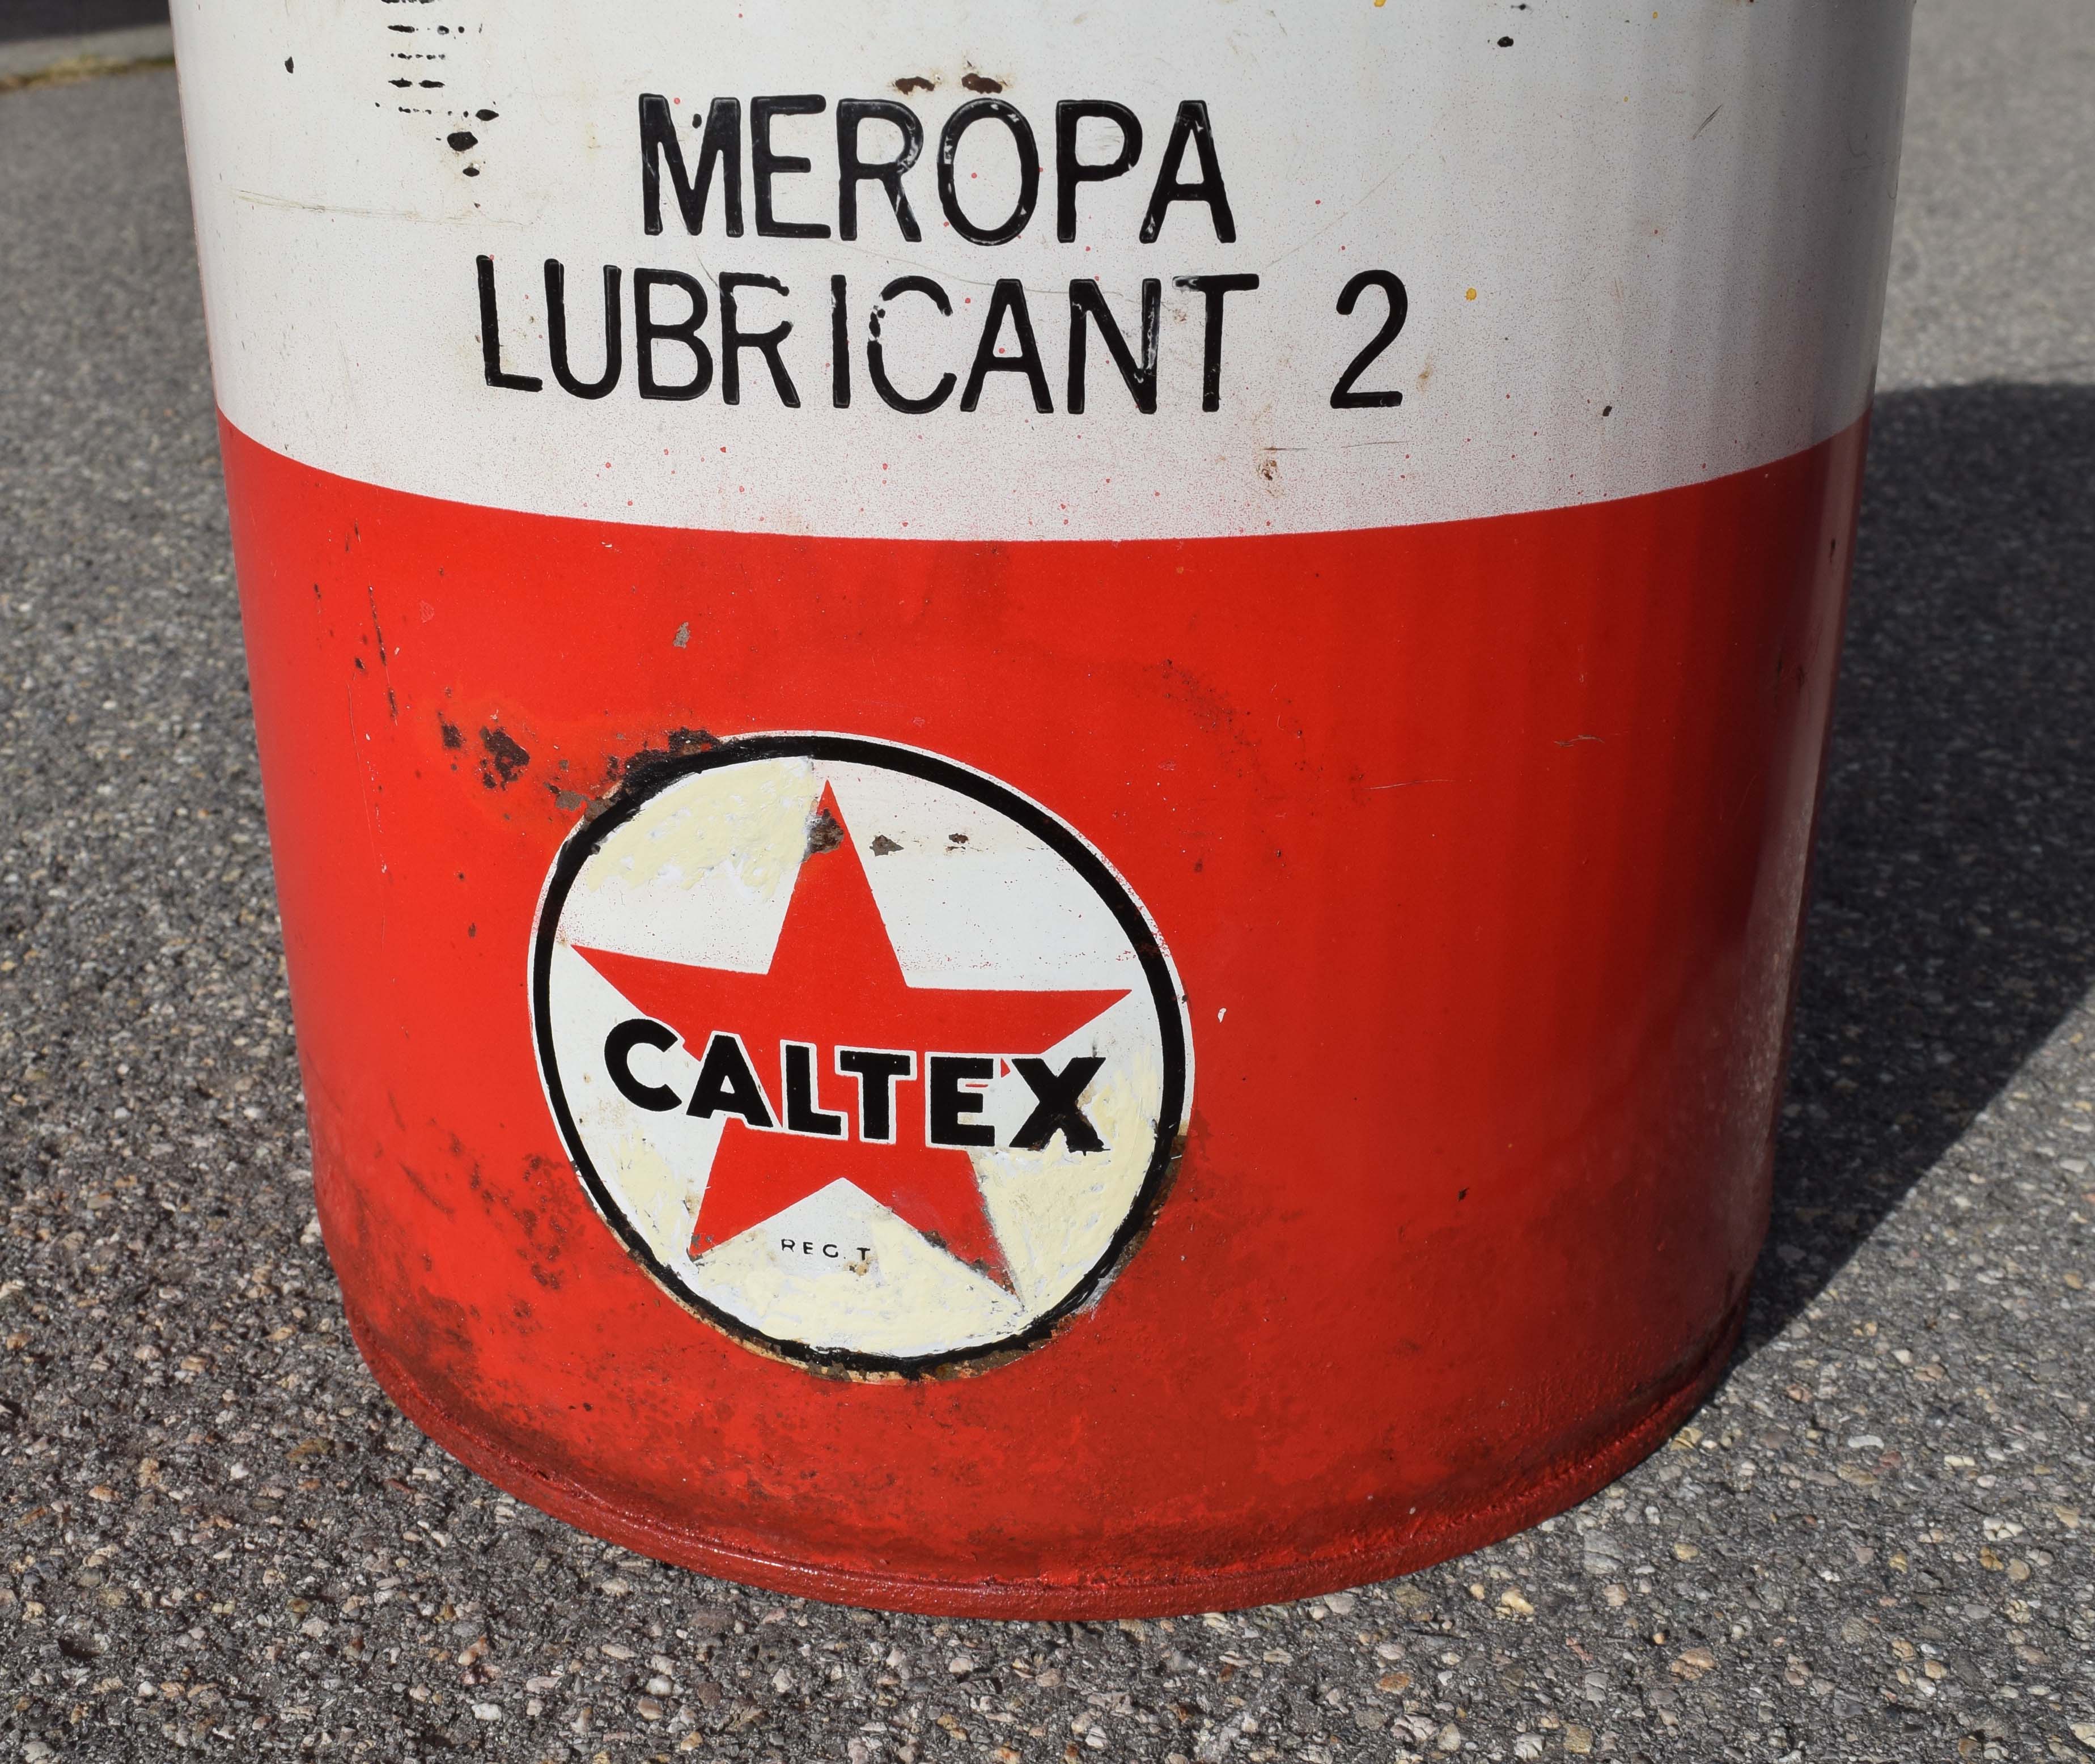 MEROPA
LUBRICANT 2
CALTEX
REG. T